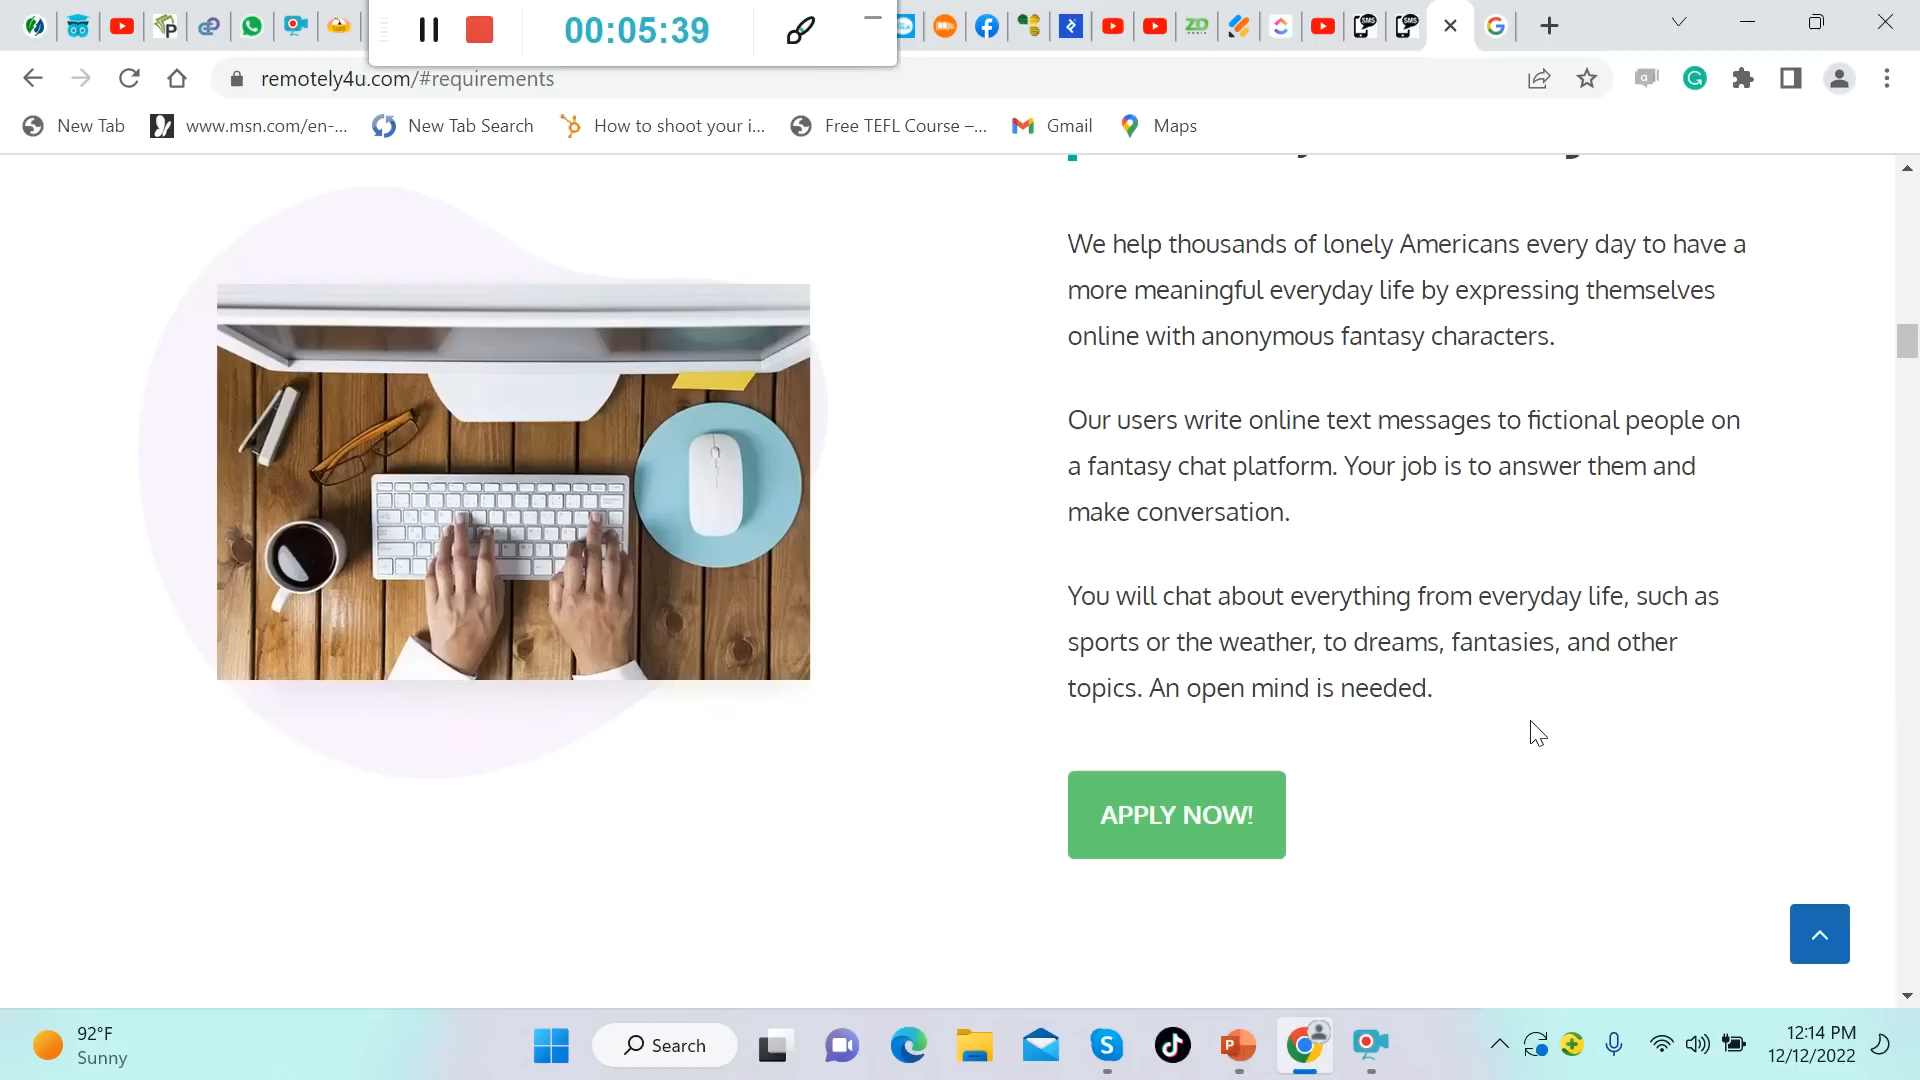 00:05:39
remotely4u.com/#requirements
New Tab
www.msn.com/en-...
New Tab Search
How to shoot your i...
Free TEFL Course –...
Gmail
Maps
We help thousands of lonely Americans every day to have a
more meaningful everyday life by expressing themselves
online with anonymous fantasy characters.
Our users write online text messages to fictional people on
a fantasy chat platform. Your job is to answer them and
make conversation.
You will chat about everything from everyday life, such as
sports or the weather, to dreams, fantasies, and other
topics. An open mind is needed.
APPLY NOW!
92°F
Sunny
Search
12:14 PM
12/12/2022